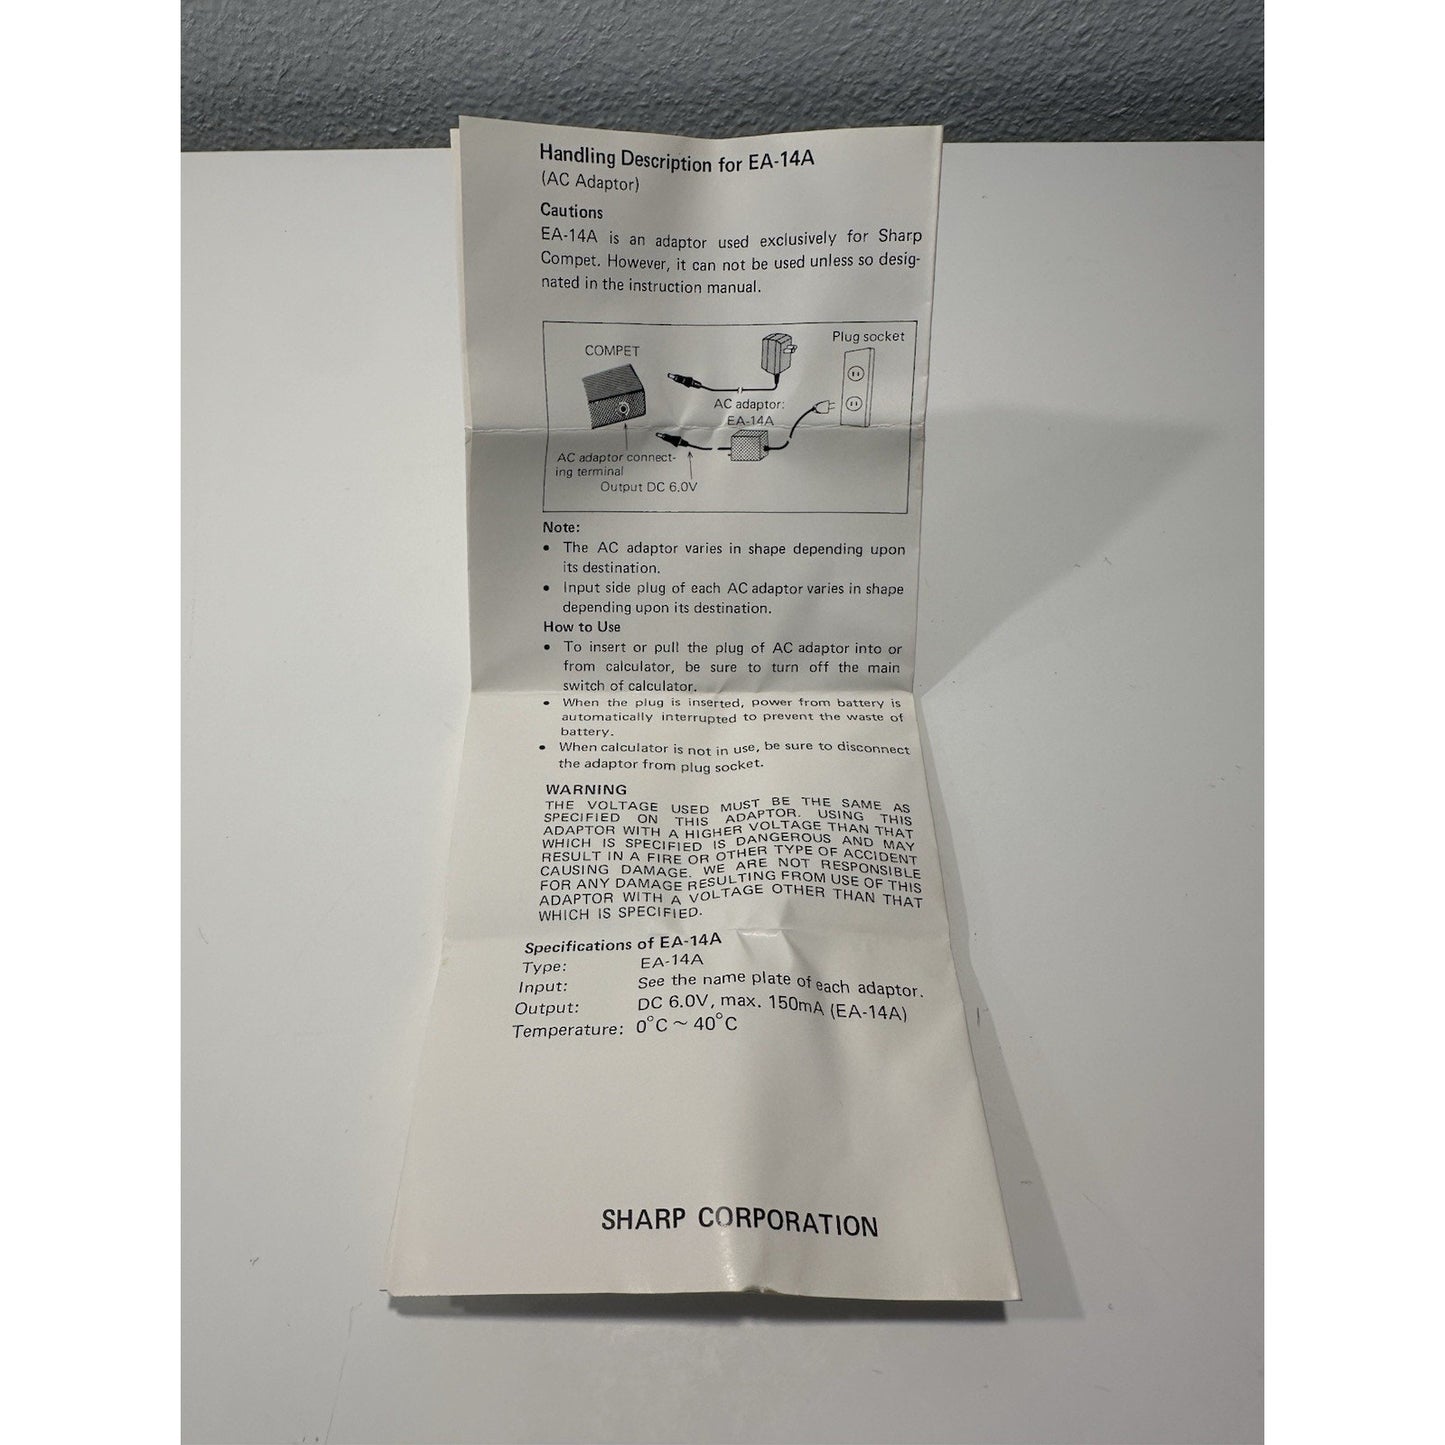 Handling Description for EA-14A
(AC Adaptor)
Cautions
EA-14A is an adaptor used exclusively for Sharp
Compet. However, it can not be used unless so desig-
nated in the instruction manual.
Plug socket
COMPET
AC adaptor:
EA-14A
AC adaptor connect-
ing terminal
Output DC 6.0V
Note:
• The AC adaptor varies in shape depending upon
its destination.
• Input side plug of each AC adaptor varies in shape
depending upon its destination.
How to Use
• To insert or pull the plug of AC adaptor into or
from calculator, be sure to turn off the main
switch of calculator.
• When the plug is inserted, power from battery is
automatically interrupted to prevent the waste of
battery.
• When calculator is not in use, be sure to disconnect
the adaptor from plug socket.
WARNING
THE VOLTAGE USED MUST BE THE SAME AS
SPECIFIED ON THIS ADAPTOR. USING THIS
ADAPTOR WITH A HIGHER VOLTAGE THAN THAT
WHICH IS SPECIFIED IS DANGEROUS AND MAY
RESULT IN A FIRE OR OTHER TYPE OF ACCIDENT
CAUSING DAMAGE. WE ARE NOT RESPONSIBLE
FOR ANY DAMAGE RESULTING FROM USE OF THIS
ADAPTOR WITH A VOLTAGE OTHER THAN THAT
WHICH IS SPECIFIED.
Specifications of EA-14A
Type: EA-14A
Input: See the name plate of each adaptor.
Output: DC 6.0V, max. 150mA (EA-14A)
Temperature: 0°C ~ 40°C
SHARP CORPORATION